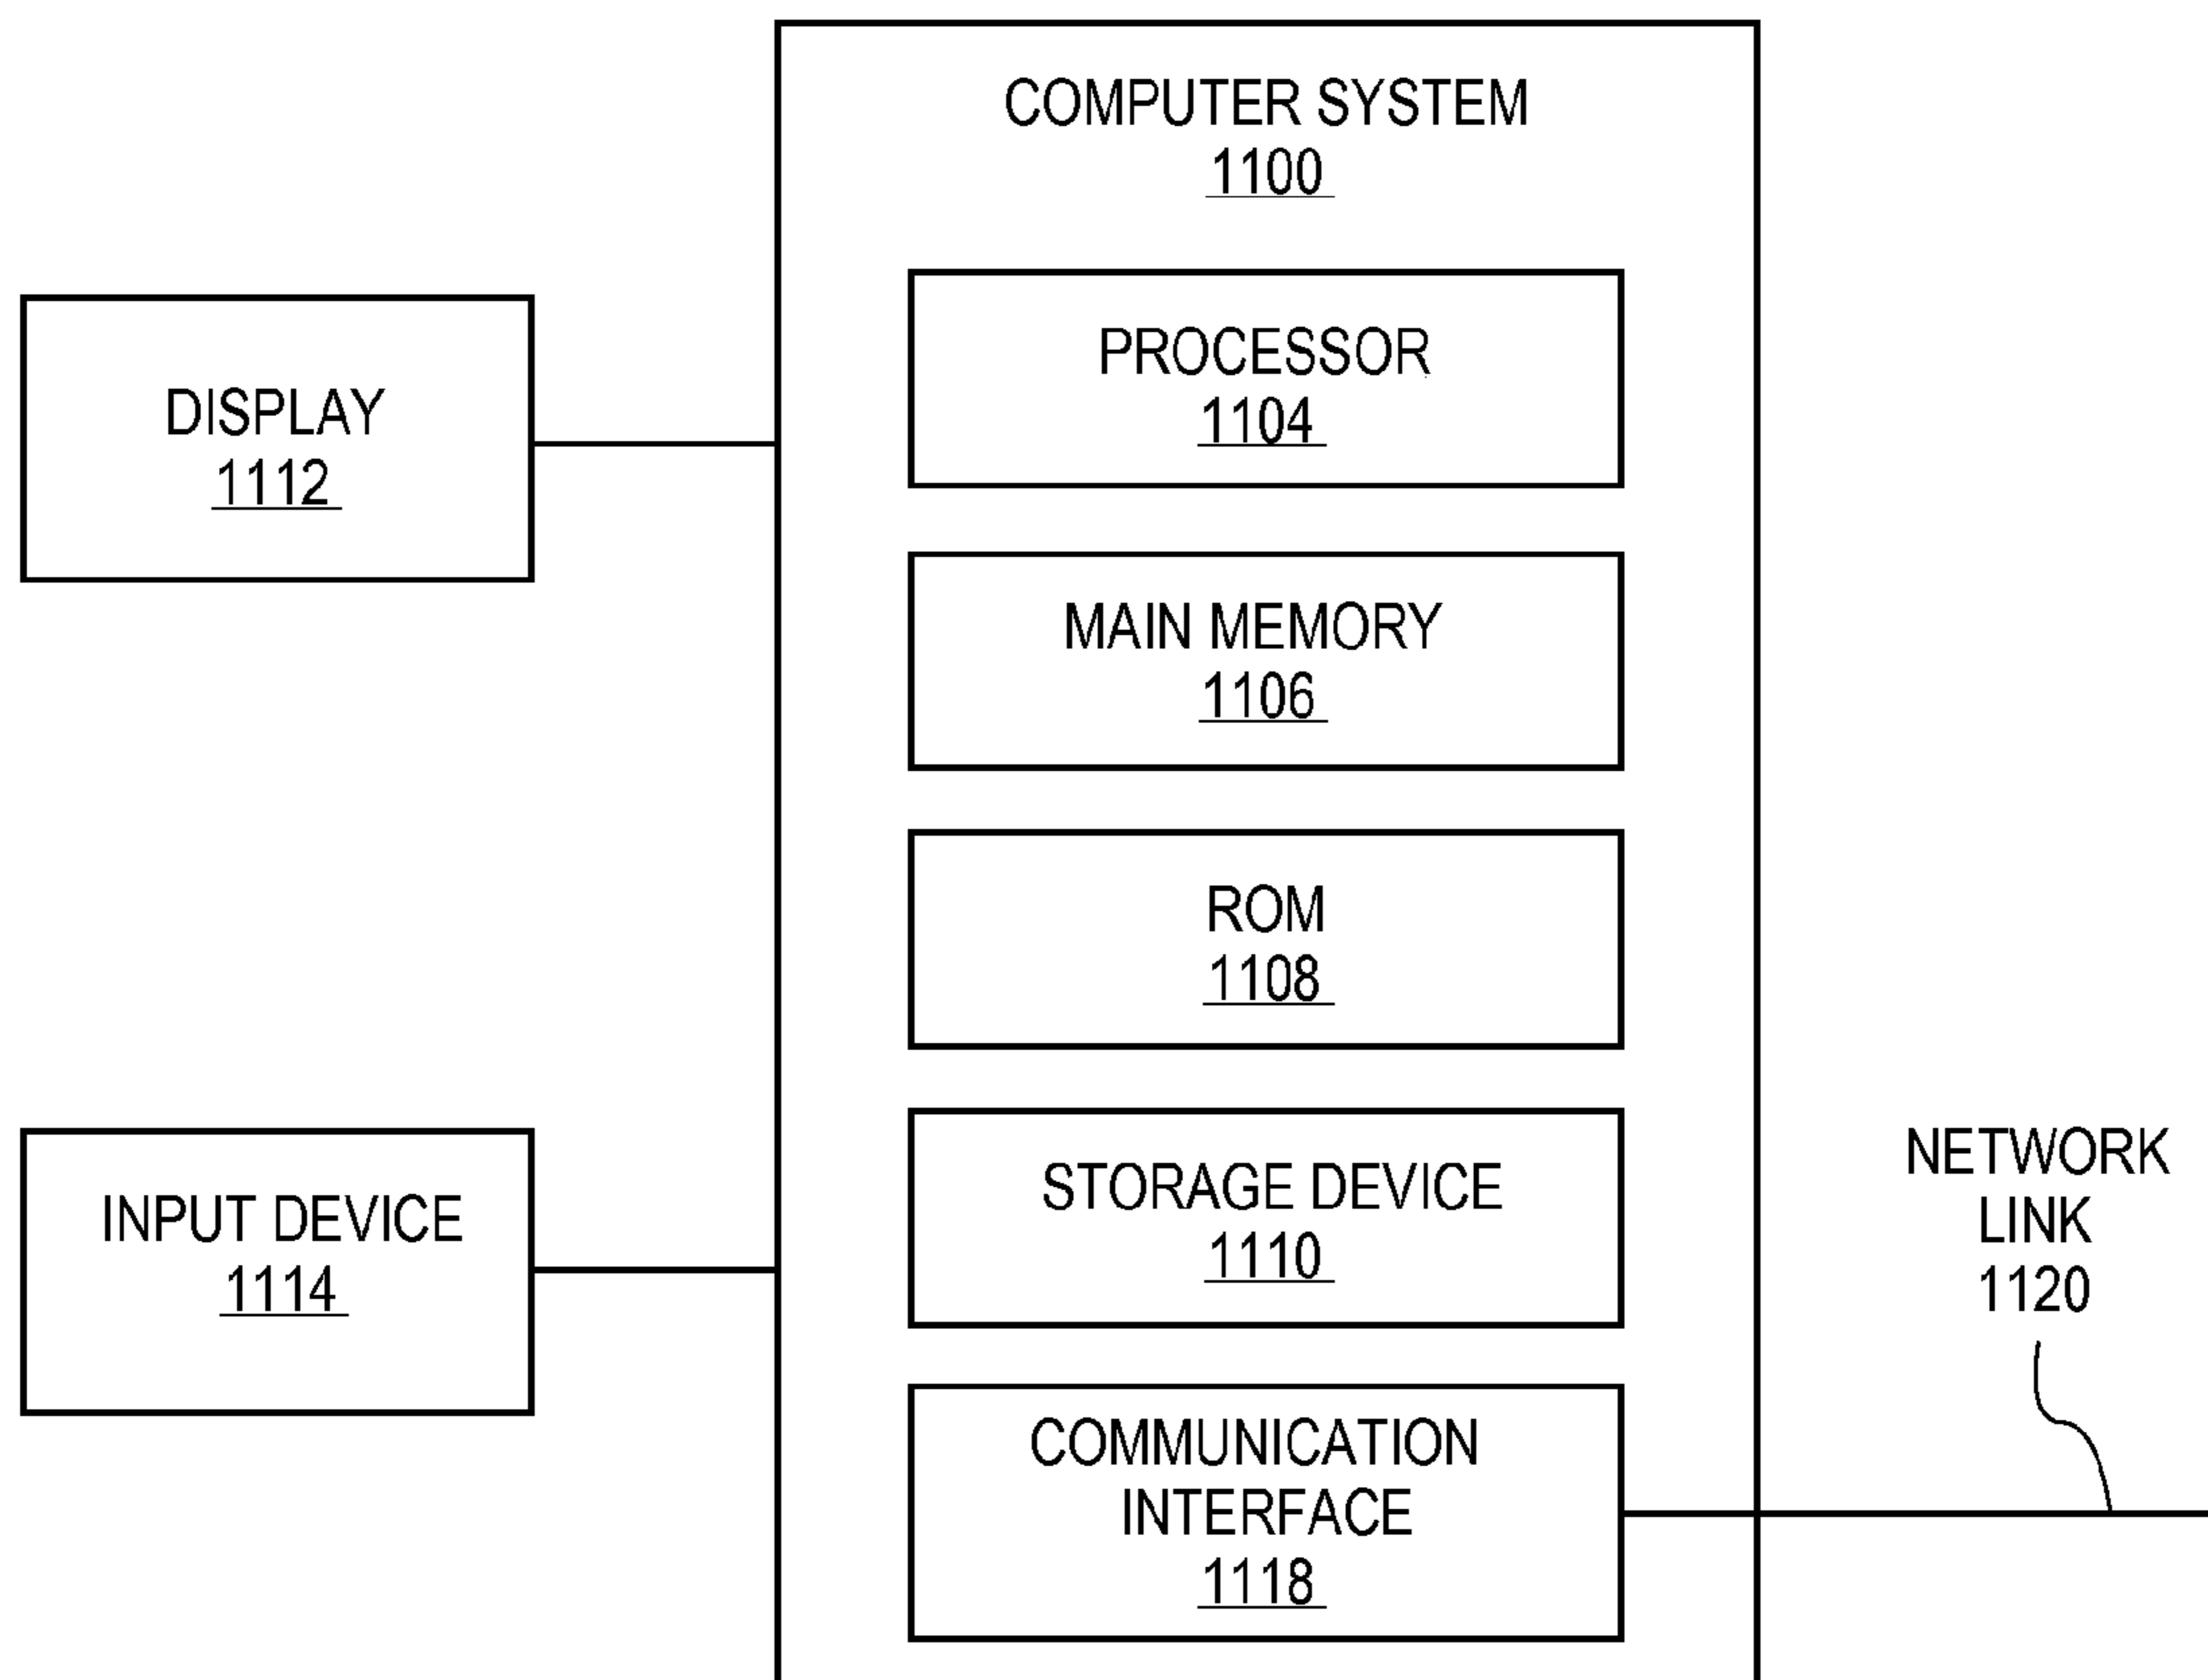 COMPUTER SYSTEM
1100
PROCESSOR
1104
DISPLAY
1112
MAIN MEMORY
1106
ROM
1108
STORAGE DEVICE
1110
INPUT DEVICE
1114
NETWORK
LINK
1120
COMMUNICATION
INTERFACE
1118